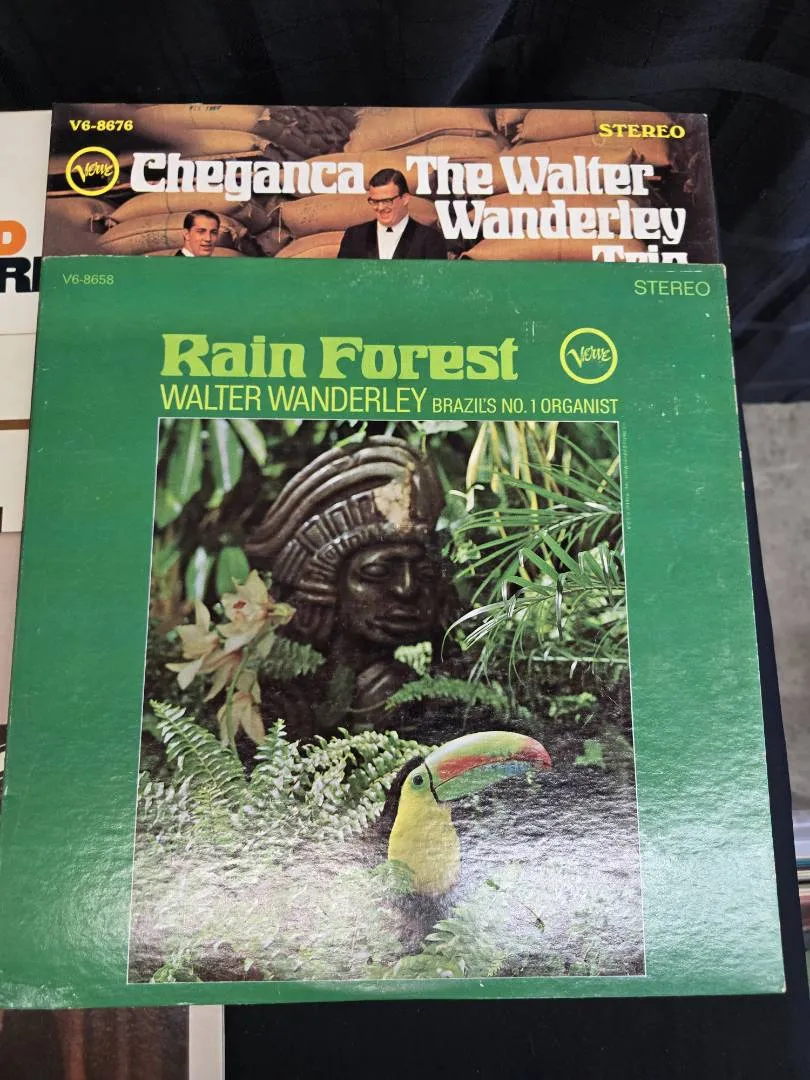 V6-8676
STEREO
Verve
Cheganca The Walter
Wanderley
Trio
V6-8658
STEREO
Rain Forest
Verve
WALTER WANDERLEY BRAZIL'S NO. 1 ORGANIST